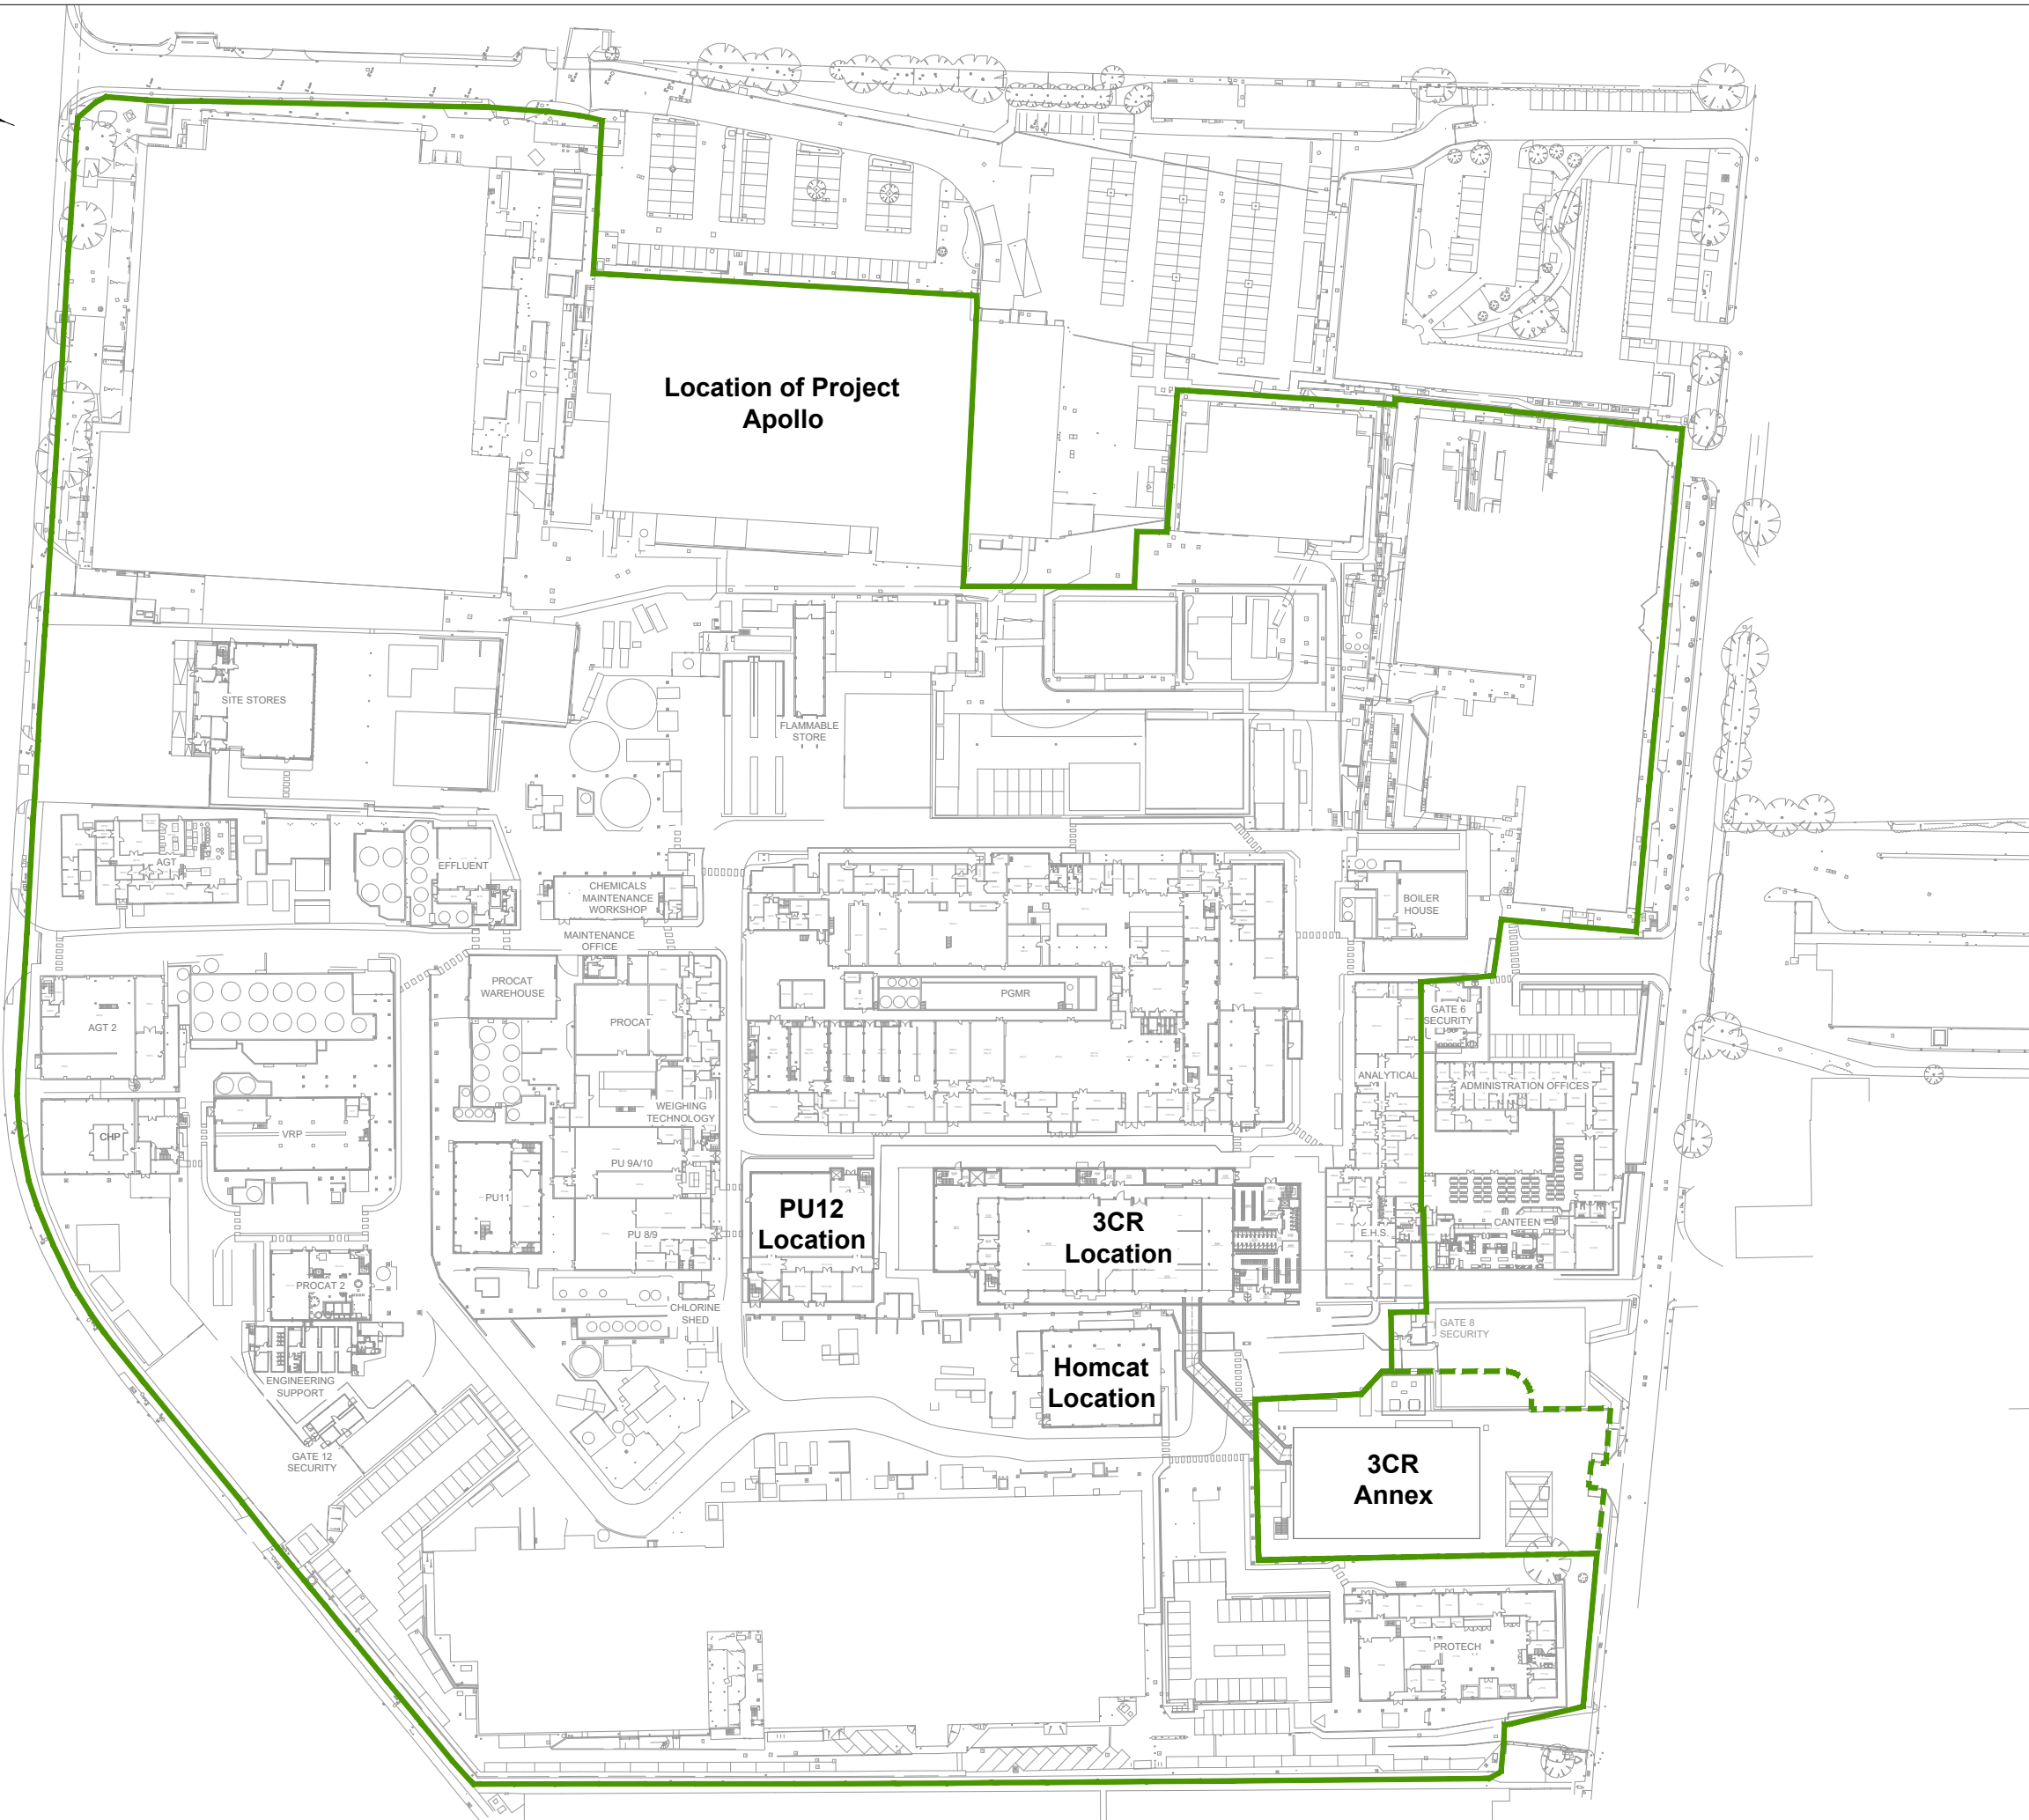 Location of Project
Apollo
SITE STORES
FLAMMABLE
STORE
AGT
EFFLUENT
CHEMICALS
MAINTENANCE
WORKSHOP
BOILER
HOUSE
MAINTENANCE
OFFICE
PROCAT
WAREHOUSE
PGMR
AGT 2
PROCAT
GATE 6
SECURITY
ANALYTICAL
ADMINISTRATION OFFICES
WEIGHING
TECHNOLOGY
CHP
VRP
PU 9A/10
PU11
PU12
Location
3CR
Location
CANTEEN
PU 8/9
E.H.S.
PROCAT 2
CHLORINE
SHED
GATE 8
SECURITY
Homcat
Location
ENGINEERING
SUPPORT
GATE 12
SECURITY
3CR
Annex
PROTECH